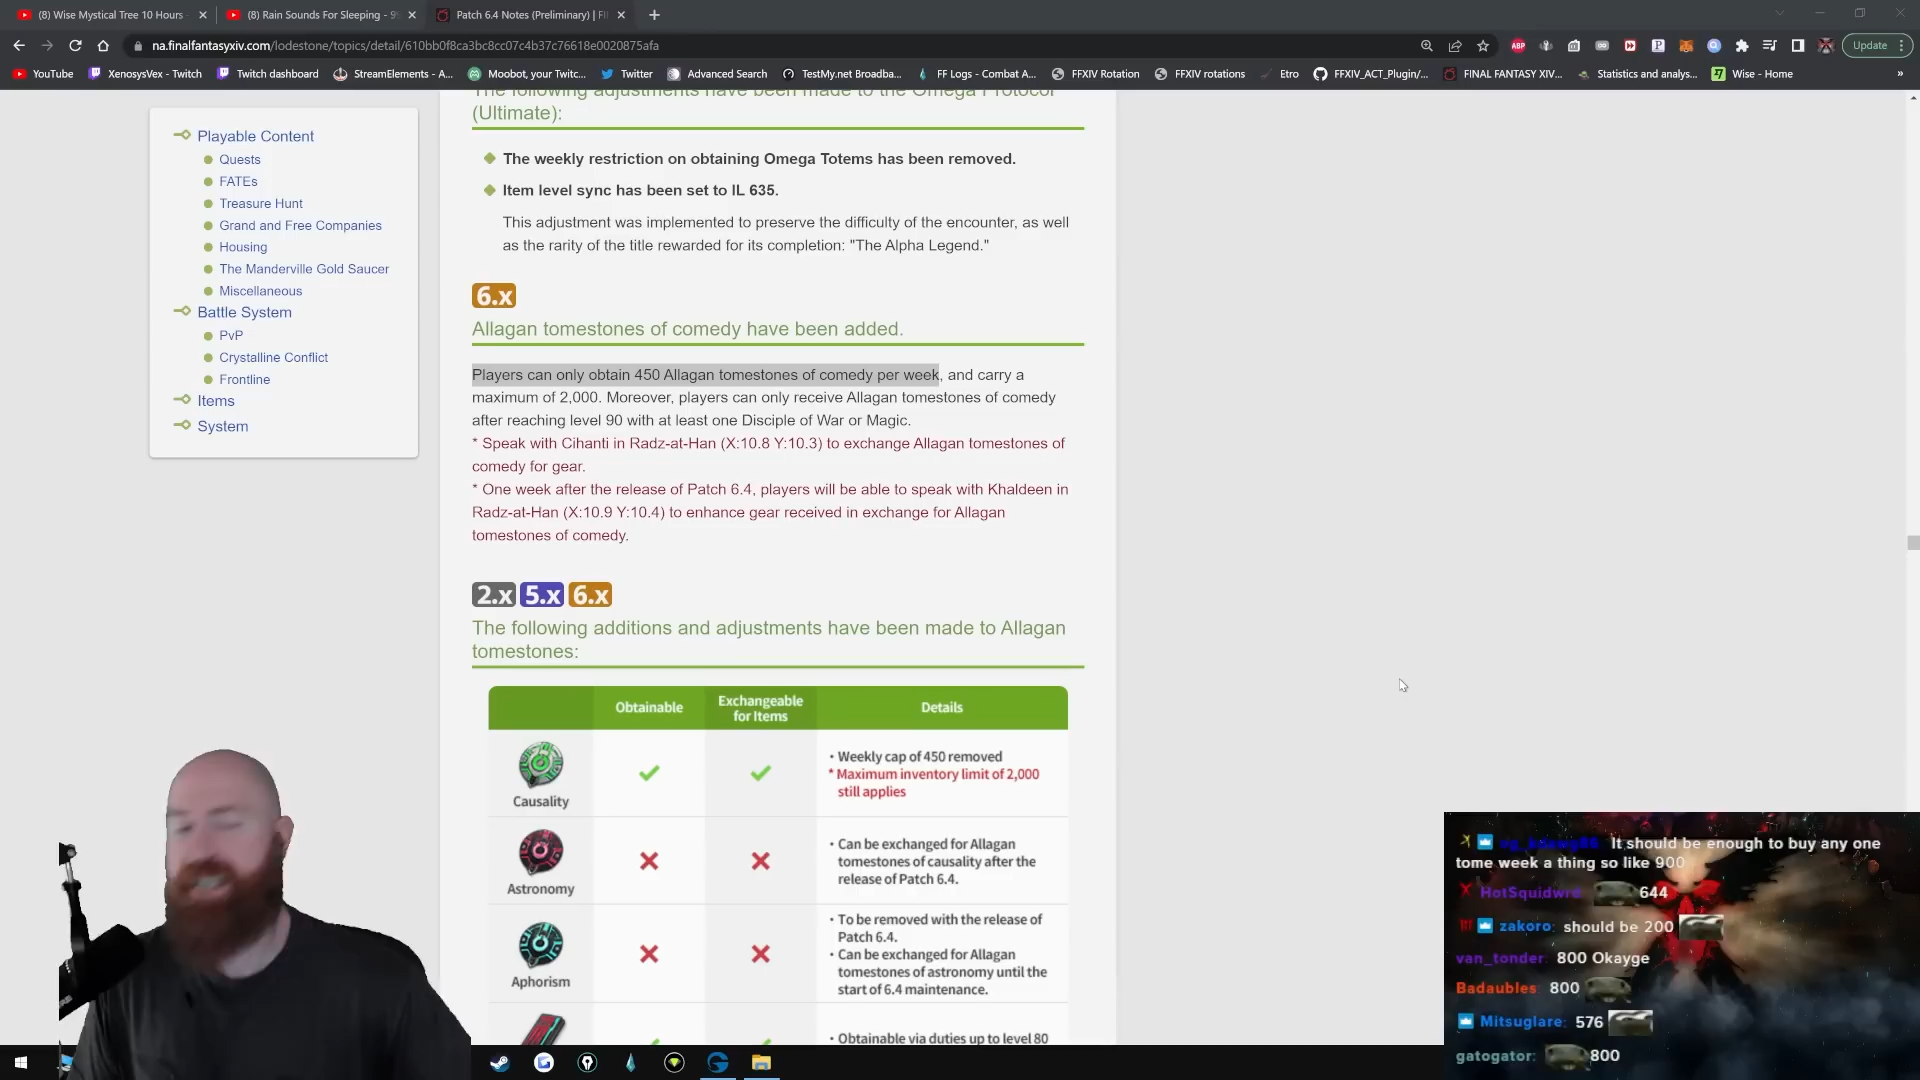 (8) Wise Mystical Tree 10 Hours -
(8) Rain Sounds For Sleeping - 99
Patch 6.4 Notes (Preliminary) | FI
na.finalfantasyxiv.com/lodestone/topics/detail/610bb0f8ca3bc8cc07c4b37c76618e0020875afa
ABP
Update
YouTube
XenosysVex - Twitch
Twitch dashboard
StreamElements - A...
Moobot, your Twitc...
Twitter
Advanced Search
TestMy.net Broadba...
FF Logs - Combat A...
FFXIV Rotation
FFXIV rotations
Etro
FFXIV_ACT_Plugin/...
FINAL FANTASY XIV...
Statistics and analys...
Wise - Home
»
Playable Content
Quests
FATEs
Treasure Hunt
Grand and Free Companies
Housing
The Manderville Gold Saucer
Miscellaneous
Battle System
PvP
Crystalline Conflict
Frontline
Items
System
The following adjustments have been made to the Omega Protocol
(Ultimate):
The weekly restriction on obtaining Omega Totems has been removed.
Item level sync has been set to IL 635.
This adjustment was implemented to preserve the difficulty of the encounter, as well
as the rarity of the title rewarded for its completion: "The Alpha Legend."
6.x
Allagan tomestones of comedy have been added.
Players can only obtain 450 Allagan tomestones of comedy per week, and carry a
maximum of 2,000. Moreover, players can only receive Allagan tomestones of comedy
after reaching level 90 with at least one Disciple of War or Magic.
* Speak with Cihanti in Radz-at-Han (X:10.8 Y:10.3) to exchange Allagan tomestones of
comedy for gear.
* One week after the release of Patch 6.4, players will be able to speak with Khaldeen in
Radz-at-Han (X:10.9 Y:10.4) to enhance gear received in exchange for Allagan
tomestones of comedy.
2.x 5.x 6.x
The following additions and adjustments have been made to Allagan
tomestones:
Obtainable
Exchangeable
for Items
Details
Causality
・Weekly cap of 450 removed
* Maximum inventory limit of 2,000
still applies
Astronomy
・Can be exchanged for Allagan
tomestones of causality after the
release of Patch 6.4.
Aphorism
・To be removed with the release of
Patch 6.4.
・Can be exchanged for Allagan
tomestones of astronomy until the
start of 6.4 maintenance.
・Obtainable via duties up to level 80
It should be enough to buy any one
tome week a thing so like 900
HotSquidwrd: 644
zakoro: should be 200
van_tonder: 800 Okayge
Badaubles: 800
Mitsuglare: 576
gatogator: 800